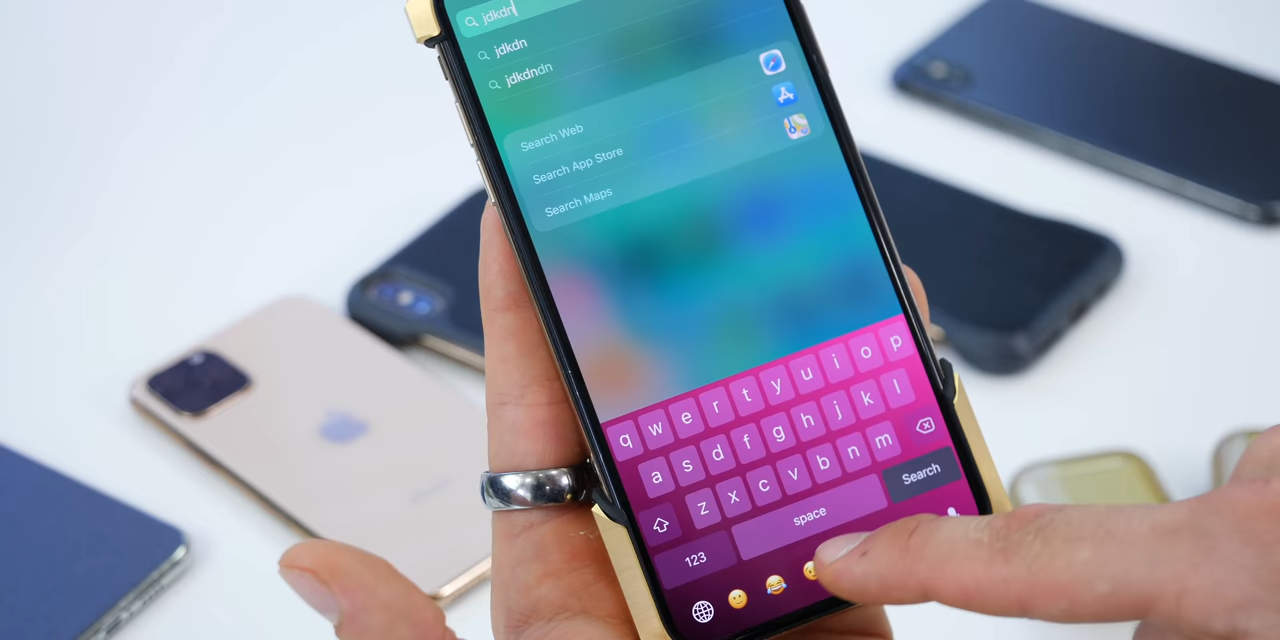 jdkdn
jdkdn
jdkdndn
Search Web
Search App Store
Search Maps
q w e r t y u i o p
a s d f g h j k l
z x c v b n m
123 space Search